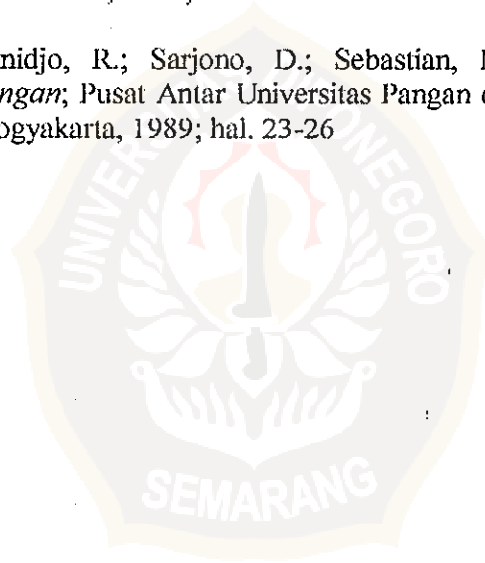 nidjo, R.; Sarjono, D.; Sebastian,
ngan; Pusat Antar Universitas Pangan
ogyakarta, 1989; hal. 23-26
UNIVERSITAS DIPONEGORO
SEMARANG